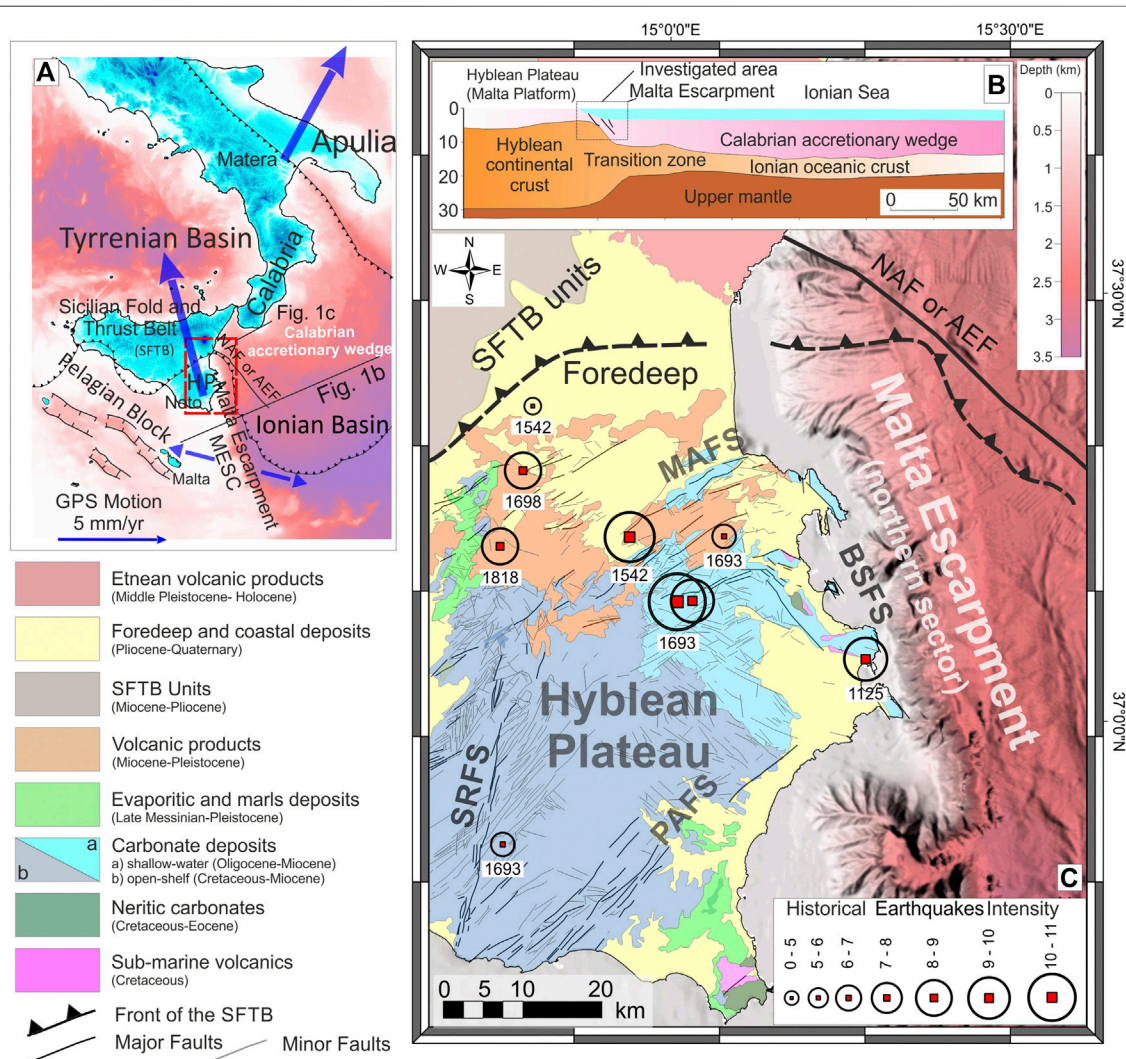 A
Apulia
Matera
Tyrrenian Basin
Calabria
Sicilian Fold and
Thrust Belt
(SFTB)
Fig. 1c
Calabrian
accretionary wedge
NAF or AEF
HP
Noto
Pelagian Block
Malta Escarpment
MESC
Fig. 1b
Ionian Basin
Malta
GPS Motion
5 mm/yr
Etnean volcanic products
(Middle Pleistocene- Holocene)
Foredeep and coastal deposits
(Pliocene-Quaternary)
SFTB Units
(Miocene-Pliocene)
Volcanic products
(Miocene-Pleistocene)
Evaporitic and marls deposits
(Late Messinian-Pleistocene)
a
b
Carbonate deposits
a) shallow-water (Oligocene-Miocene)
b) open-shelf (Cretaceous-Miocene)
Neritic carbonates
(Cretaceous-Eocene)
Sub-marine volcanics
(Cretaceous)
Front of the SFTB
Major Faults
Minor Faults
15°0'0"E
15°30'0"E
37°30'0"N
37°0'0"N
B
Hyblean Plateau
(Malta Platform)
Investigated area
Malta Escarpment
Ionian Sea
0
10
20
30
Hyblean
continental
crust
Transition zone
Calabrian accretionary wedge
Ionian oceanic crust
Upper mantle
0 50 km
Depth (km)
0
0.5
1
1.5
2
2.5
3
3.5
N
W E
S
SFTB units
Foredeep
NAF or AEF
1542
1698
MAFS
1818
1542
1693
1693
BSFS
1125
Malta Escarpment
(northern sector)
Hyblean
Plateau
SRFS
PAFS
1693
0 5 10 20
km
C
Historical Earthquakes Intensity
0 - 5
5 - 6
6 - 7
7 - 8
8 - 9
9 - 10
10 - 11